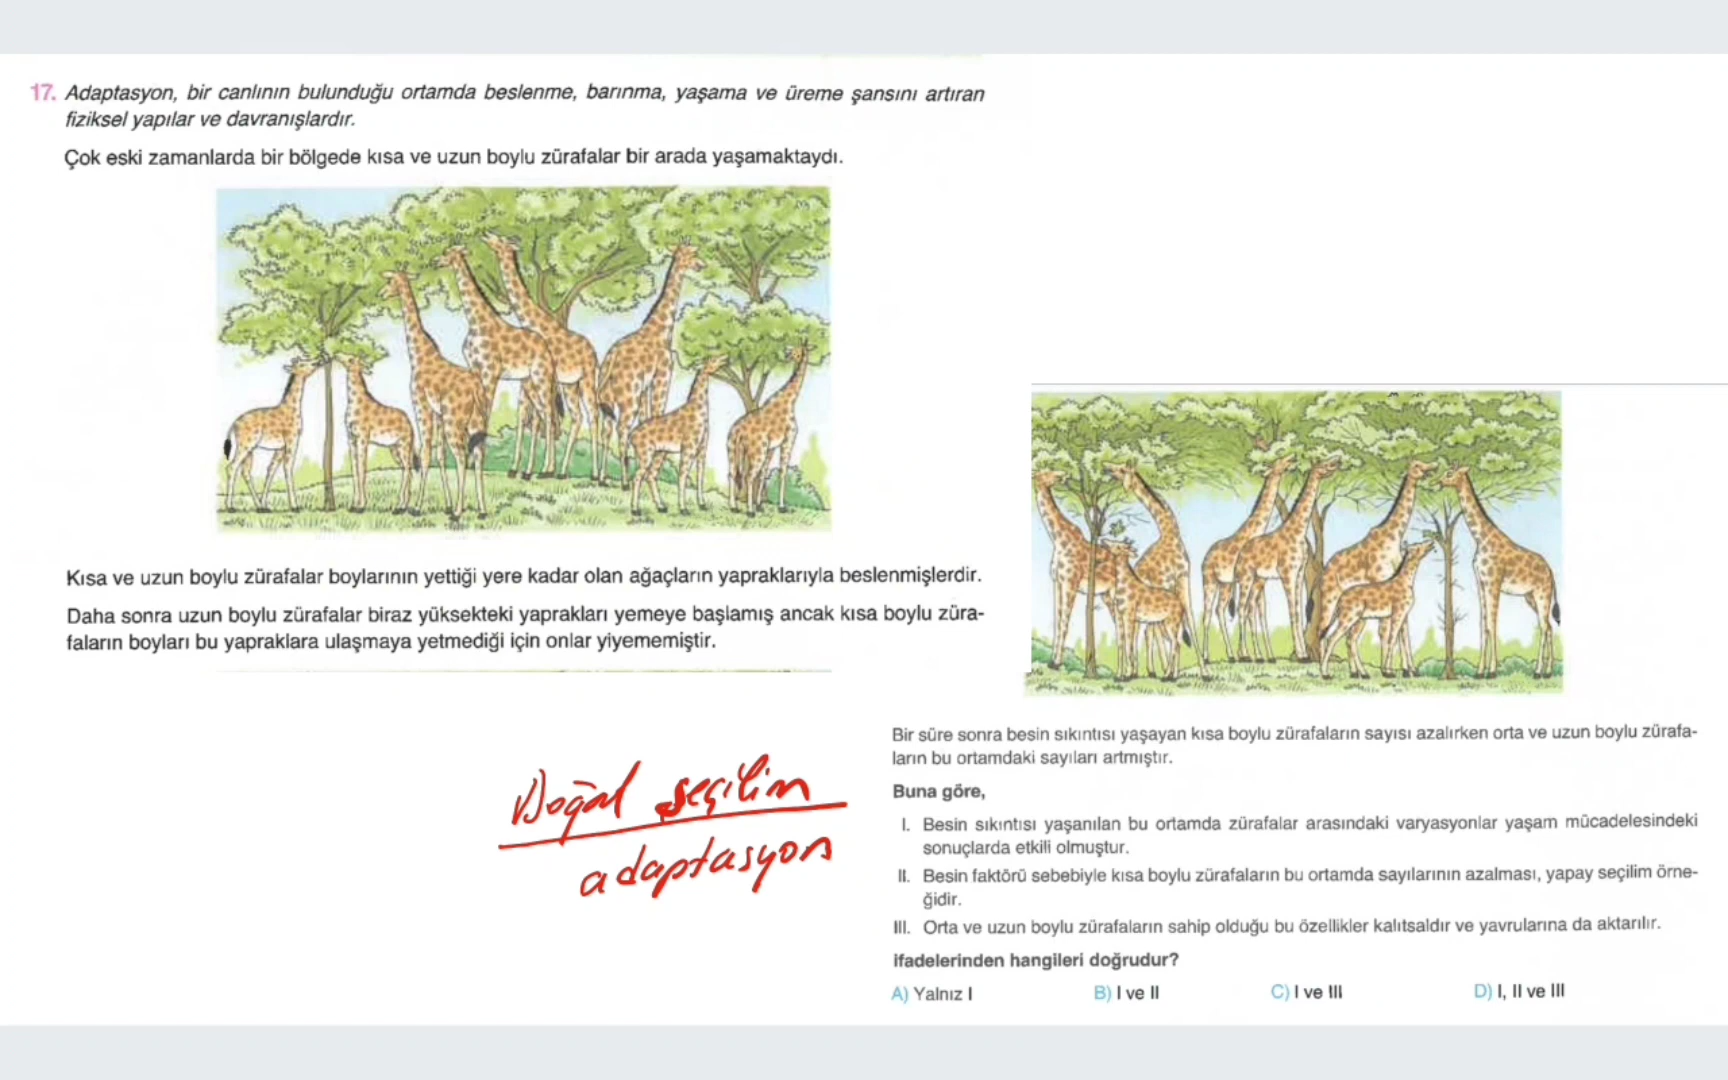 17. Adaptasyon, bir canlının bulunduğu ortamda beslenme, barınma, yaşama ve üreme şansını artıran
fiziksel yapılar ve davranışlardır.
Çok eski zamanlarda bir bölgede kısa ve uzun boylu zürafalar bir arada yaşamaktaydı.
Kısa ve uzun boylu zürafalar boylarının yettiği yere kadar olan ağaçların yapraklarıyla beslenmişlerdir.
Daha sonra uzun boylu zürafalar biraz yüksekteki yaprakları yemeye başlamış ancak kısa boylu züra-
faların boyları bu yapraklara ulaşmaya yetmediği için onlar yiyememiştir.
Doğal seçilim
adaptasyon
Bir süre sonra besin sıkıntısı yaşayan kısa boylu zürafaların sayısı azalırken orta ve uzun boylu zürafa-
ların bu ortamdaki sayıları artmıştır.
Buna göre,
I. Besin sıkıntısı yaşanılan bu ortamda zürafalar arasındaki varyasyonlar yaşam mücadelesindeki
sonuçlarda etkili olmuştur.
II. Besin faktörü sebebiyle kısa boylu zürafaların bu ortamda sayılarının azalması, yapay seçilim örne-
ğidir.
III. Orta ve uzun boylu zürafaların sahip olduğu bu özellikler kalıtsaldır ve yavrularına da aktarılır.
ifadelerinden hangileri doğrudur?
A) Yalnız I B) I ve II C) I ve III D) I, II ve III